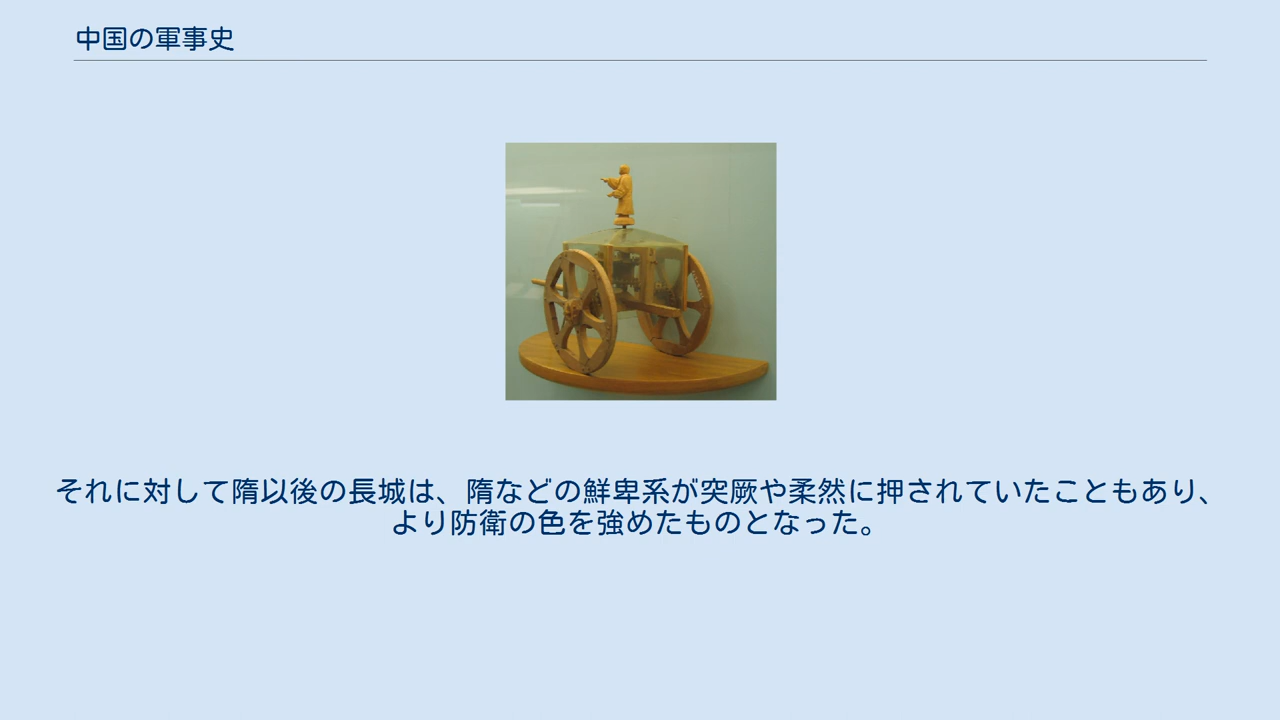 中国の軍事史
それに対して隋以後の長城は、隋などの鮮卑系が突厥や柔然に押されていたこともあり、
より防衛の色を強めたものとなった。